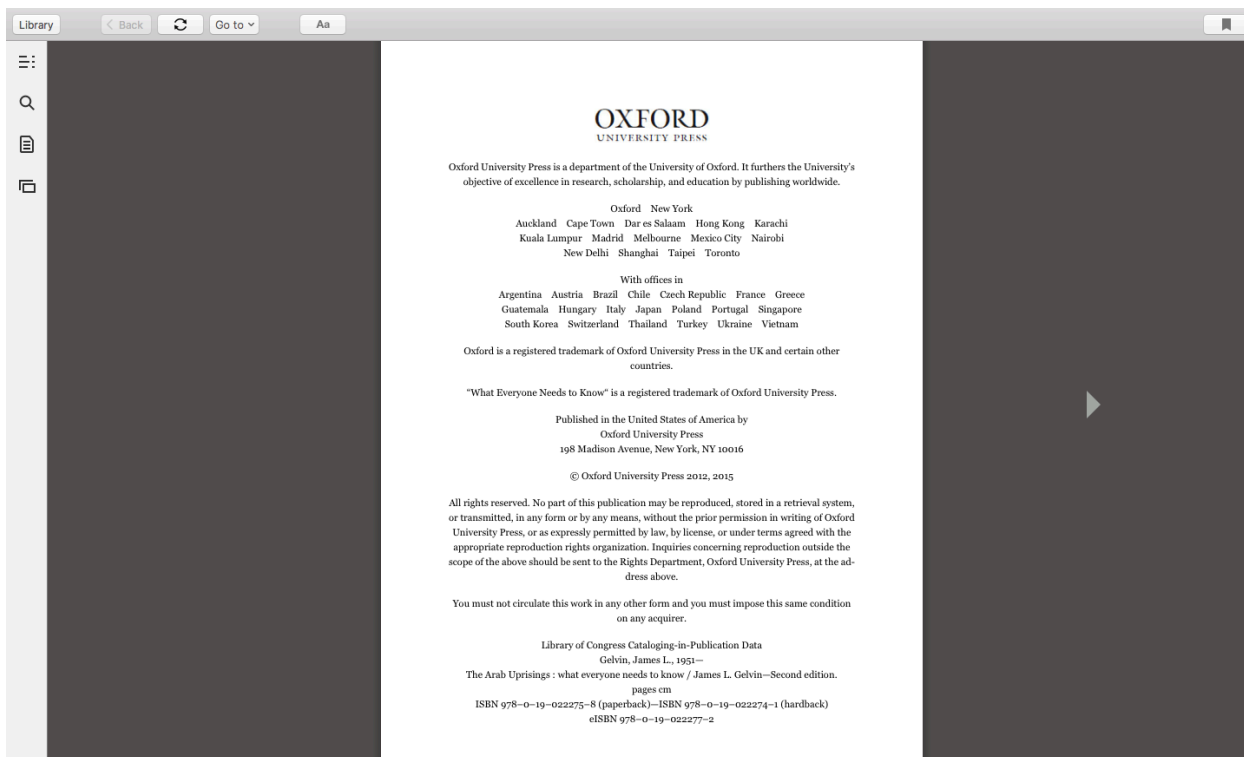 Library
Back
Go to
Aa
OXFORD
UNIVERSITY PRESS
Oxford University Press is a department of the University of Oxford. It furthers the University's
objective of excellence in research, scholarship, and education by publishing worldwide.
Oxford New York
Auckland Cape Town Dar es Salaam Hong Kong Karachi
Kuala Lumpur Madrid Melbourne Mexico City Nairobi
New Delhi Shanghai Taipei Toronto
With offices in
Argentina Austria Brazil Chile Czech Republic France Greece
Guatemala Hungary Italy Japan Poland Portugal Singapore
South Korea Switzerland Thailand Turkey Ukraine Vietnam
Oxford is a registered trademark of Oxford University Press in the UK and certain other
countries.
"What Everyone Needs to Know" is a registered trademark of Oxford University Press.
Published in the United States of America by
Oxford University Press
198 Madison Avenue, New York, NY 10016
© Oxford University Press 2012, 2015
All rights reserved. No part of this publication may be reproduced, stored in a retrieval system,
or transmitted, in any form or by any means, without the prior permission in writing of Oxford
University Press, or as expressly permitted by law, by license, or under terms agreed with the
appropriate reproduction rights organization. Inquiries concerning reproduction outside the
scope of the above should be sent to the Rights Department, Oxford University Press, at the ad-
dress above.
You must not circulate this work in any other form and you must impose this same condition
on any acquirer.
Library of Congress Cataloging-in-Publication Data
Gelvin, James L., 1951—
The Arab Uprisings : what everyone needs to know / James L. Gelvin—Second edition.
pages cm
ISBN 978–0–19–022275–8 (paperback)—ISBN 978–0–19–022274–1 (hardback)
eISBN 978–0–19–022277–2